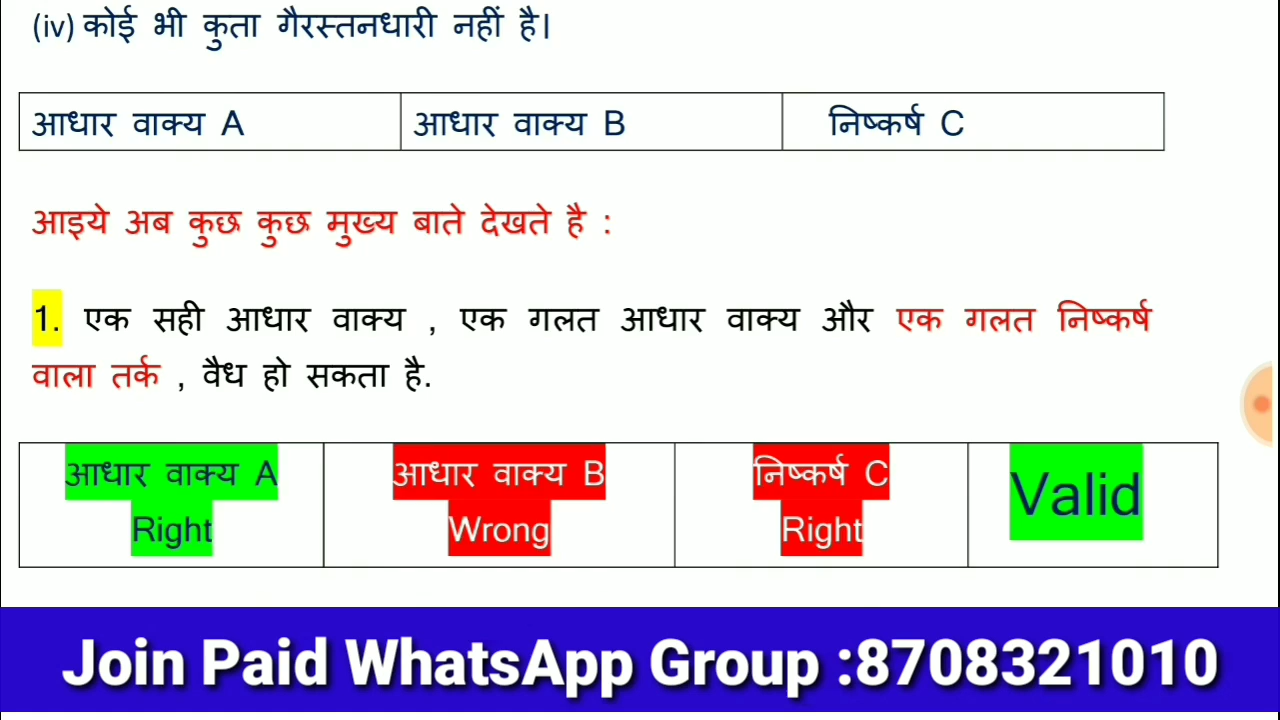 (iv) कोई भी कुता गैरस्तनधारी नहीं है।
आधार वाक्य A आधार वाक्य B निष्कर्ष C
आइये अब कुछ कुछ मुख्य बाते देखते है :
1. एक सही आधार वाक्य , एक गलत आधार वाक्य और एक गलत निष्कर्ष
वाला तर्क , वैध हो सकता है.
आधार वाक्य A आधार वाक्य B निष्कर्ष C Valid
Right Wrong Right
Join Paid WhatsApp Group :8708321010